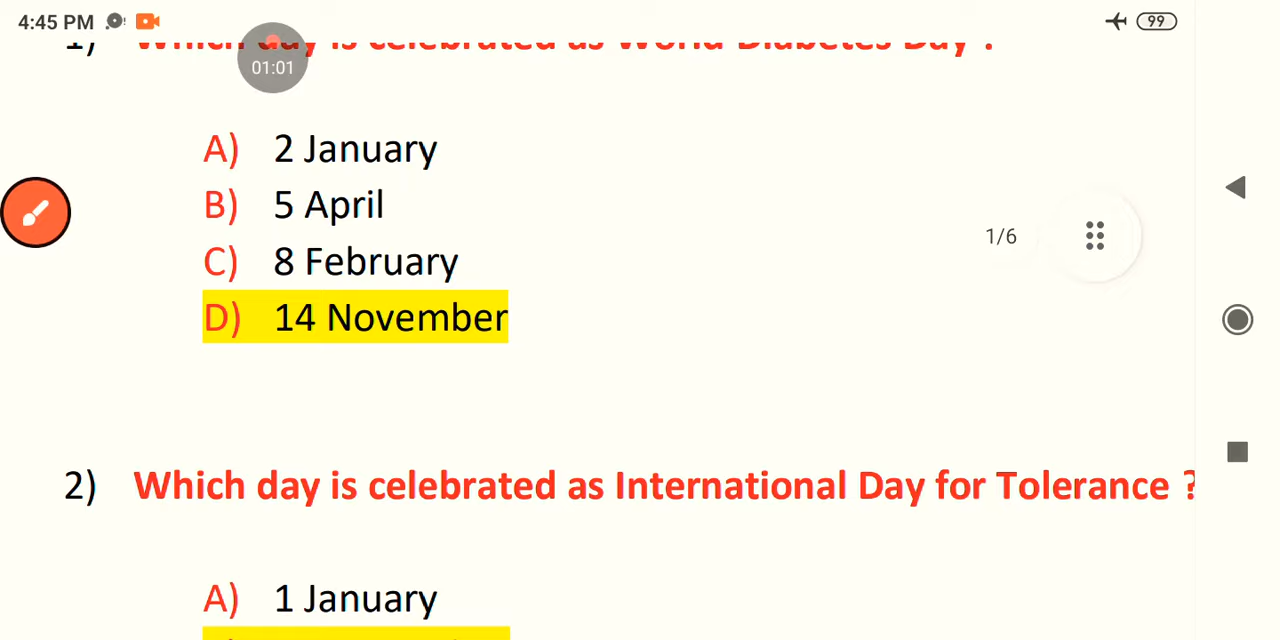 4:45 PM
99
1) Which day is celebrated as World Diabetes Day ?
01:01
A) 2 January
B) 5 April
1/6
C) 8 February
D) 14 November
2) Which day is celebrated as International Day for Tolerance ?
A) 1 January